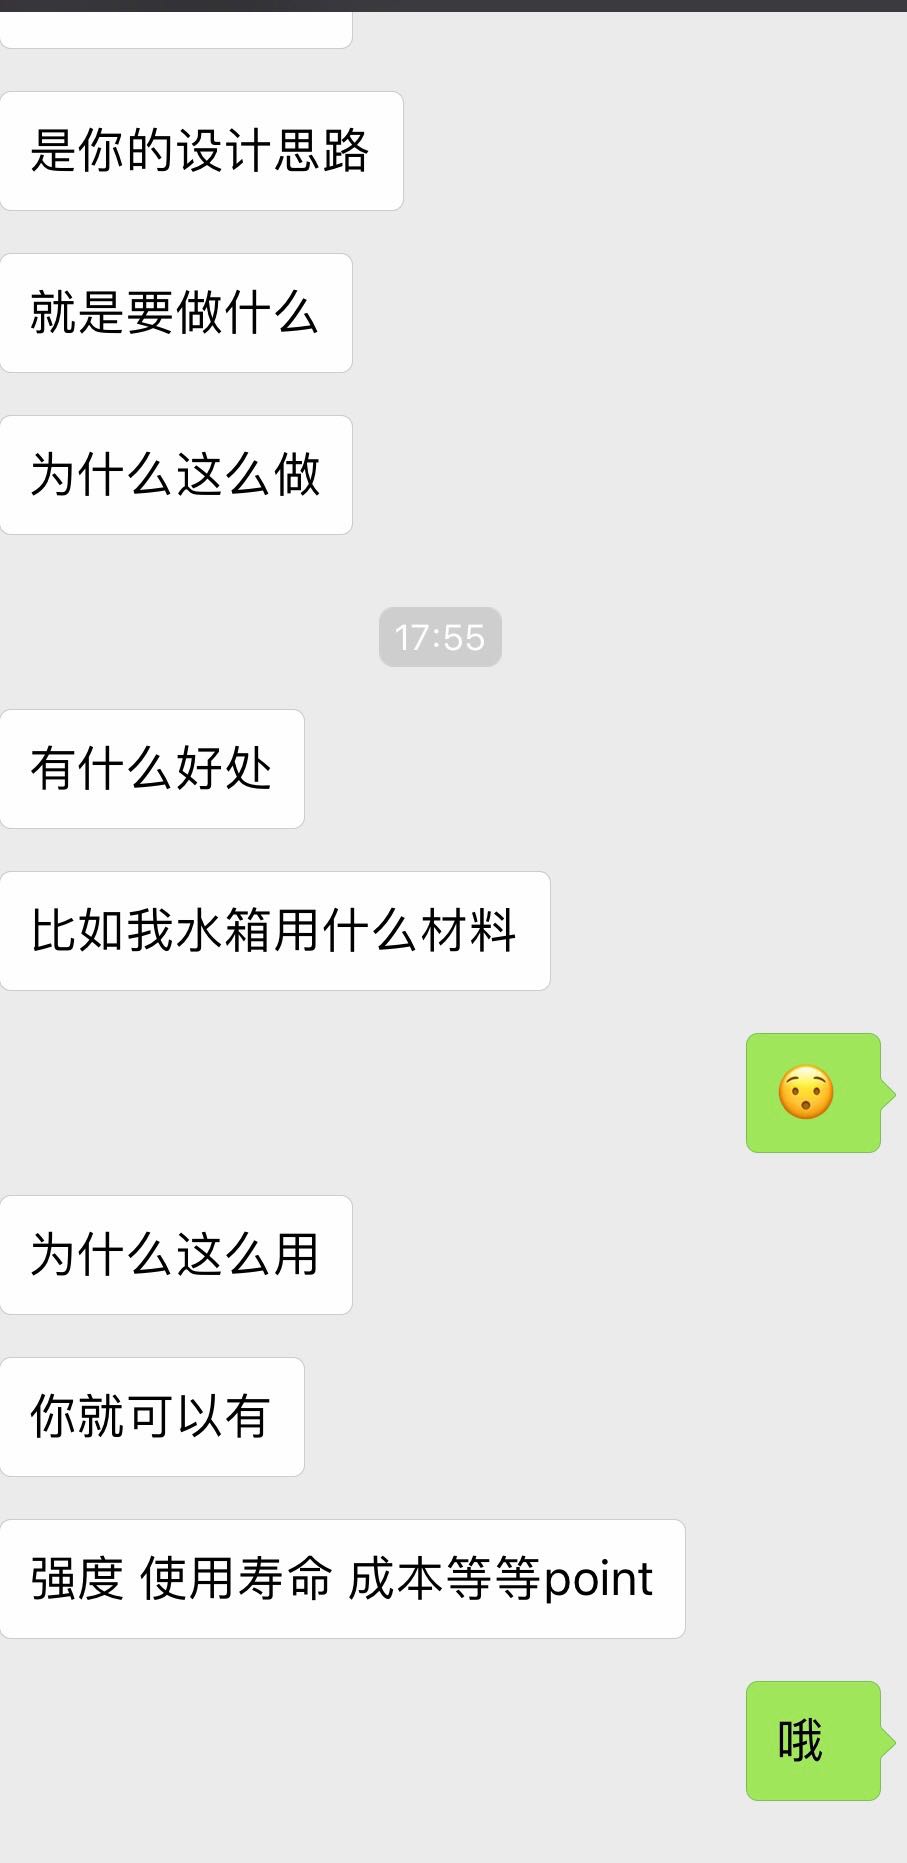 是你的设计思路
就是要做什么
为什么这么做
17:55
有什么好处
比如我水箱用什么材料
😯
为什么这么用
你就可以有
强度 使用寿命 成本等等point
哦